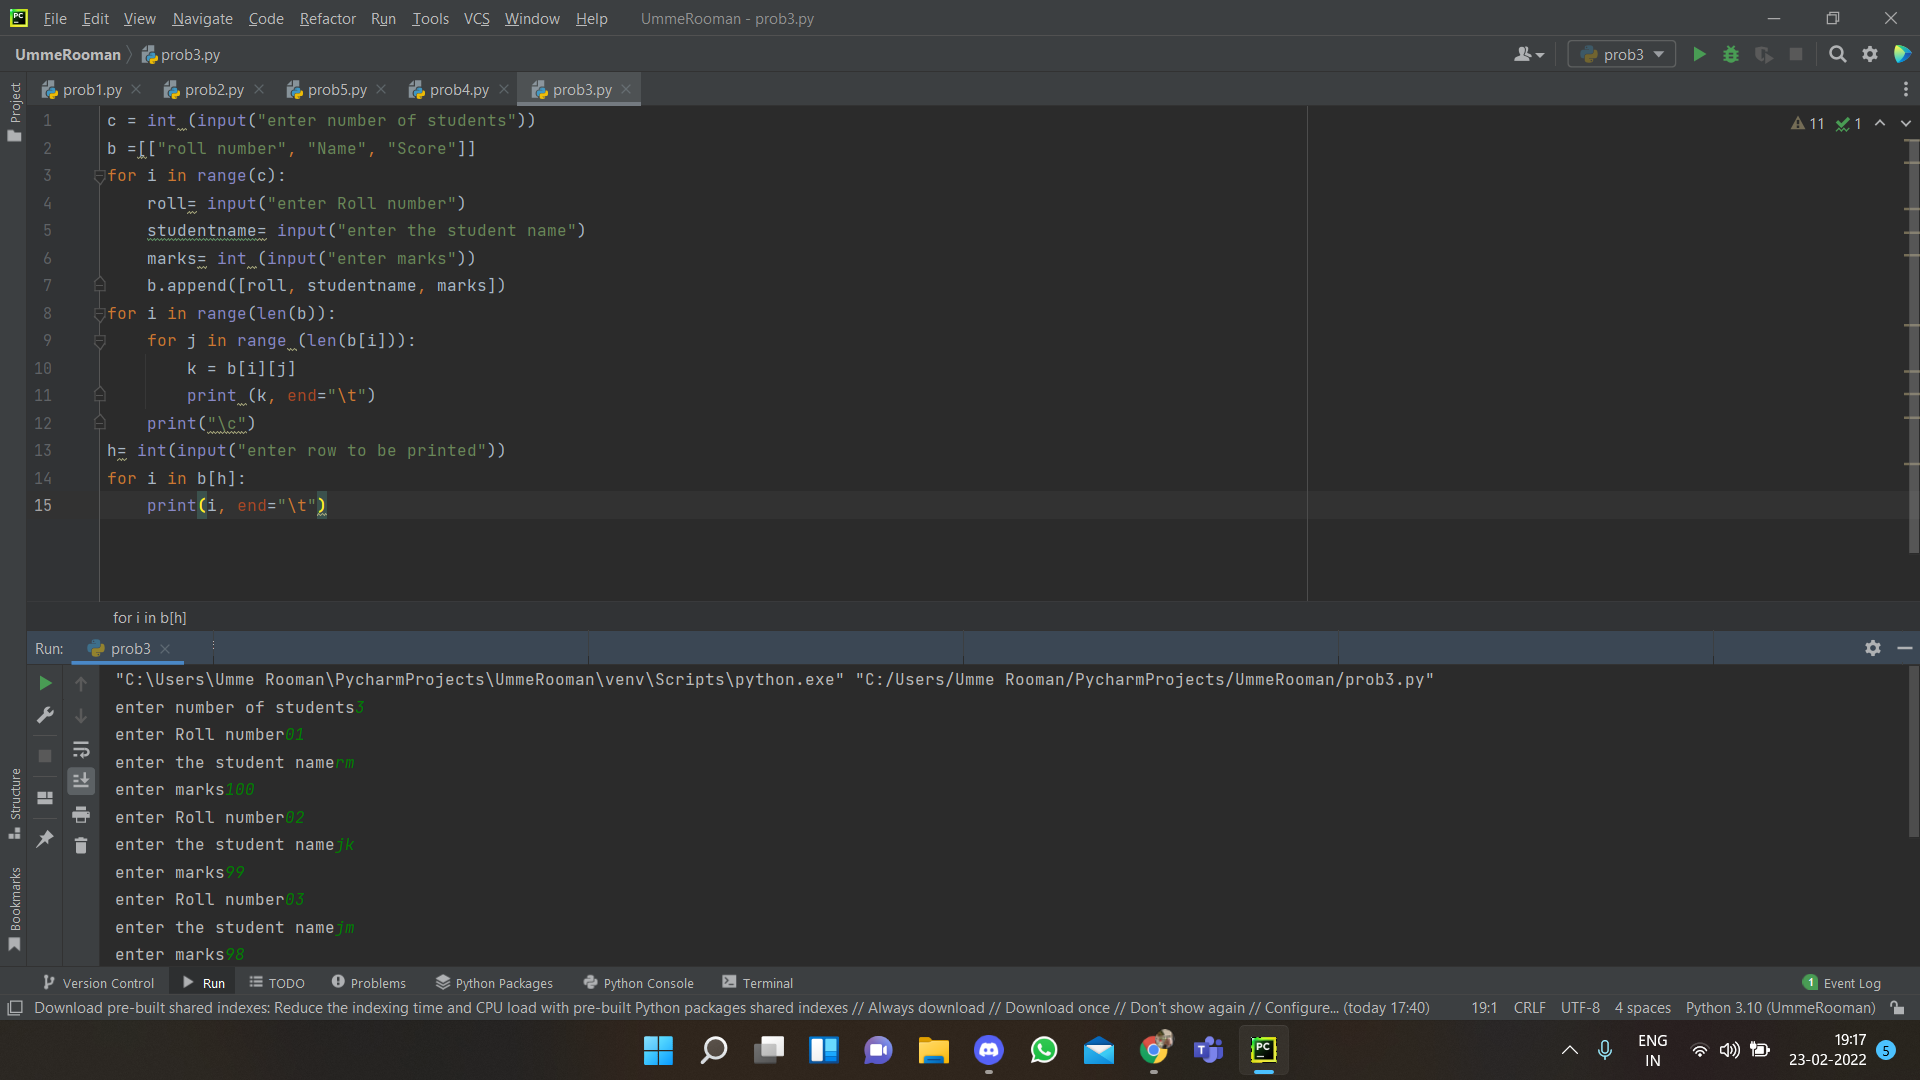 File Edit View Navigate Code Refactor Run Tools VCS Window Help UmmeRooman - prob3.py
UmmeRooman prob3.py prob3
Project
prob1.py prob2.py prob5.py prob4.py prob3.py
11 1
1 c = int (input("enter number of students"))
2 b =[["roll number", "Name", "Score"]]
3 for i in range(c):
4 roll= input("enter Roll number")
5 studentname= input("enter the student name")
6 marks= int (input("enter marks"))
7 b.append([roll, studentname, marks])
8 for i in range(len(b)):
9 for j in range (len(b[i])):
10 k = b[i][j]
11 print (k, end="\t")
12 print("\c")
13 h= int(input("enter row to be printed"))
14 for i in b[h]:
15 print(i, end="\t")
for i in b[h]
Run: prob3
"C:\Users\Umme Rooman\PycharmProjects\UmmeRooman\venv\Scripts\python.exe" "C:/Users/Umme Rooman/PycharmProjects/UmmeRooman/prob3.py"
enter number of students3
enter Roll number01
enter the student namerm
enter marks100
enter Roll number02
enter the student namejk
enter marks99
enter Roll number03
enter the student namejm
enter marks98
Structure
Bookmarks
Version Control Run TODO Problems Python Packages Python Console Terminal 1 Event Log
Download pre-built shared indexes: Reduce the indexing time and CPU load with pre-built Python packages shared indexes // Always download // Download once // Don't show again // Configure... (today 17:40) 19:1 CRLF UTF-8 4 spaces Python 3.10 (UmmeRooman)
ENG 19:17
IN 23-02-2022 5